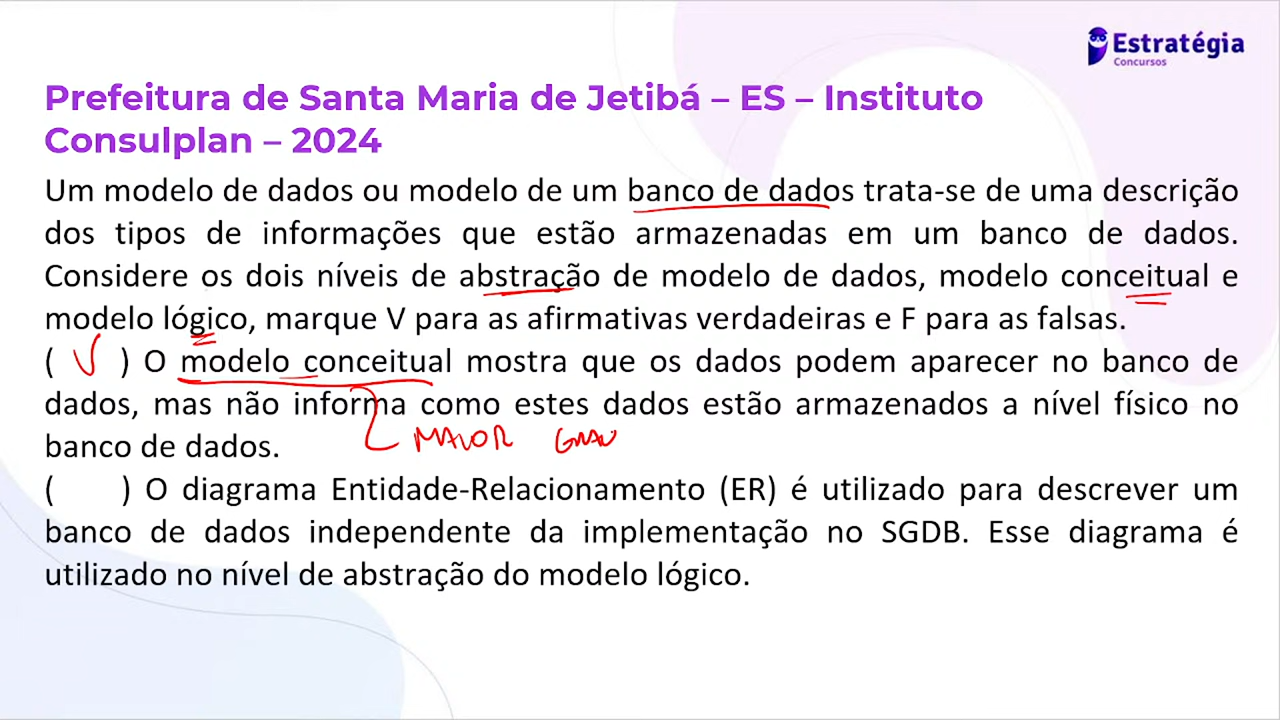 Estratégia
Concursos
Prefeitura de Santa Maria de Jetibá – ES – Instituto
Consulplan – 2024
Um modelo de dados ou modelo de um banco de dados trata-se de uma descrição
dos tipos de informações que estão armazenadas em um banco de dados.
Considere os dois níveis de abstração de modelo de dados, modelo conceitual e
modelo lógico, marque V para as afirmativas verdadeiras e F para as falsas.
( V ) O modelo conceitual mostra que os dados podem aparecer no banco de
dados, mas não informa como estes dados estão armazenados a nível físico no
MAIOR GRAU
banco de dados.
( ) O diagrama Entidade-Relacionamento (ER) é utilizado para descrever um
banco de dados independente da implementação no SGDB. Esse diagrama é
utilizado no nível de abstração do modelo lógico.